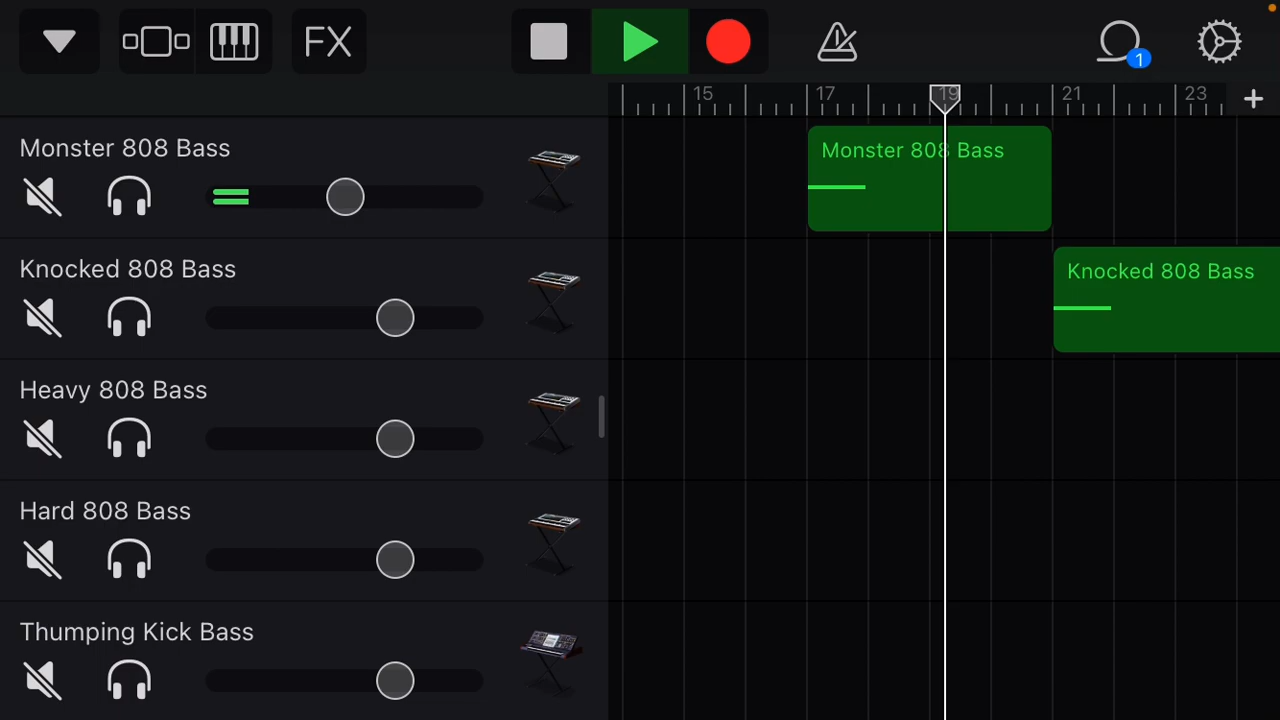 FX
1
15 17 19 21 23
Monster 808 Bass
Monster 808 Bass
Knocked 808 Bass
Knocked 808 Bass
Heavy 808 Bass
Hard 808 Bass
Thumping Kick Bass